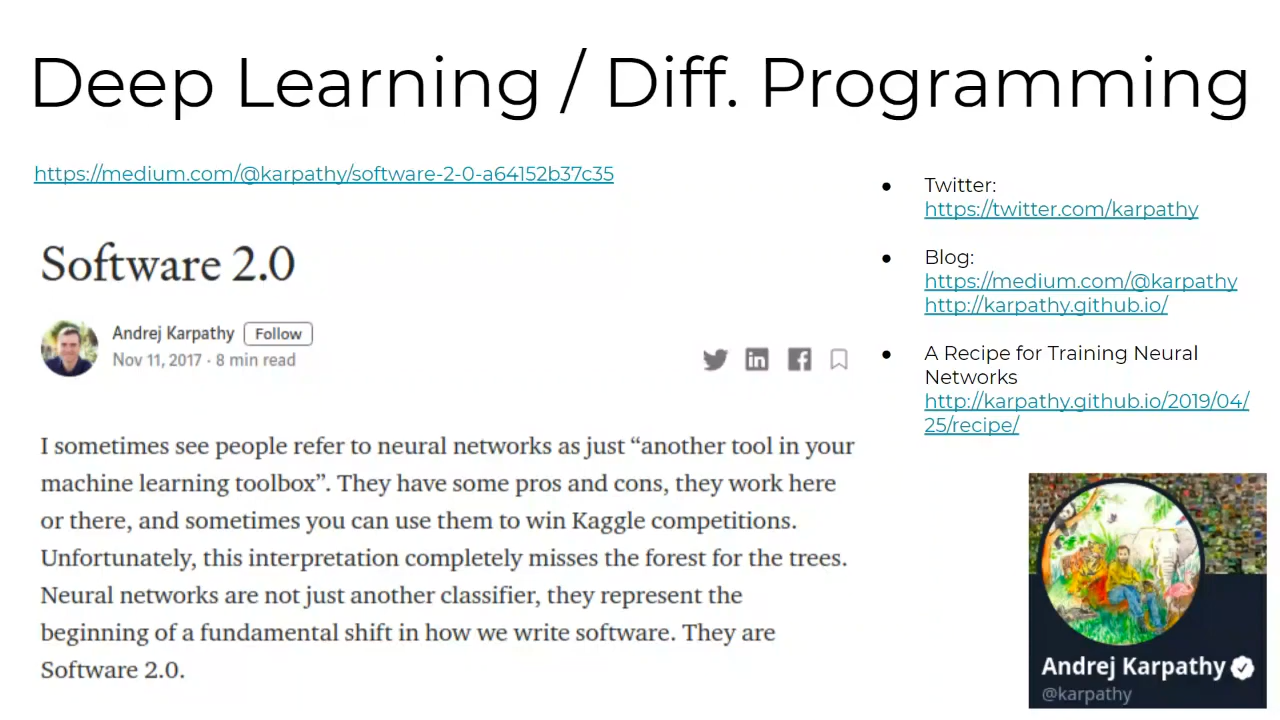 Deep Learning / Diff. Programming
https://medium.com/@karpathy/software-2-0-a64152b37c35
Software 2.0
Andrej Karpathy Follow
Nov 11, 2017 · 8 min read
I sometimes see people refer to neural networks as just “another tool in your
machine learning toolbox”. They have some pros and cons, they work here
or there, and sometimes you can use them to win Kaggle competitions.
Unfortunately, this interpretation completely misses the forest for the trees.
Neural networks are not just another classifier, they represent the
beginning of a fundamental shift in how we write software. They are
Software 2.0.
● Twitter:
https://twitter.com/karpathy
● Blog:
https://medium.com/@karpathy
http://karpathy.github.io/
● A Recipe for Training Neural
Networks
http://karpathy.github.io/2019/04/
25/recipe/
Andrej Karpathy
@karpathy